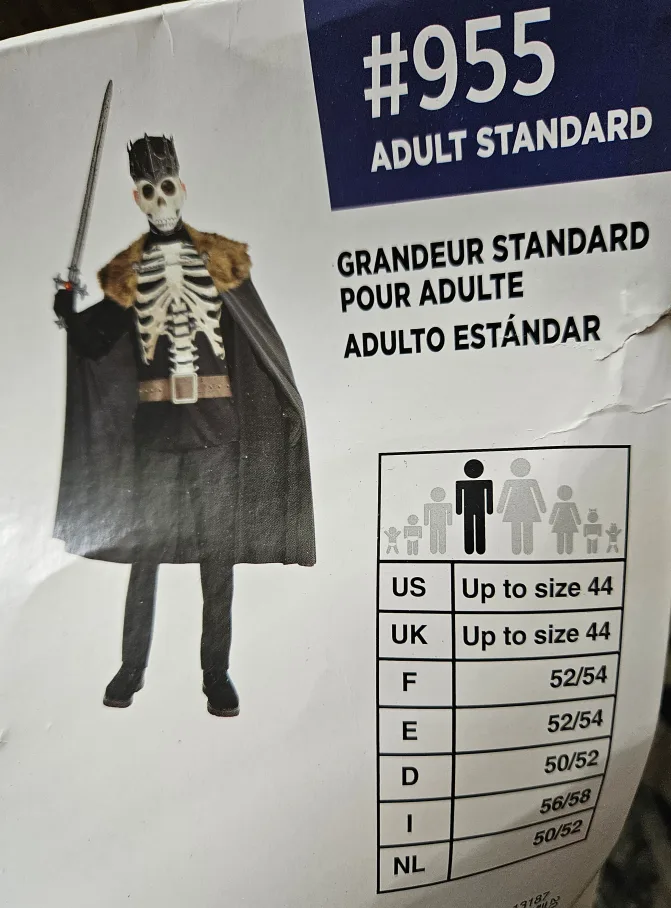 #955
ADULT STANDARD
GRANDEUR STANDARD
POUR ADULTE
ADULTO ESTÁNDAR
US Up to size 44
UK Up to size 44
F 52/54
E 52/54
D 50/52
I 56/58
NL 50/52
13187